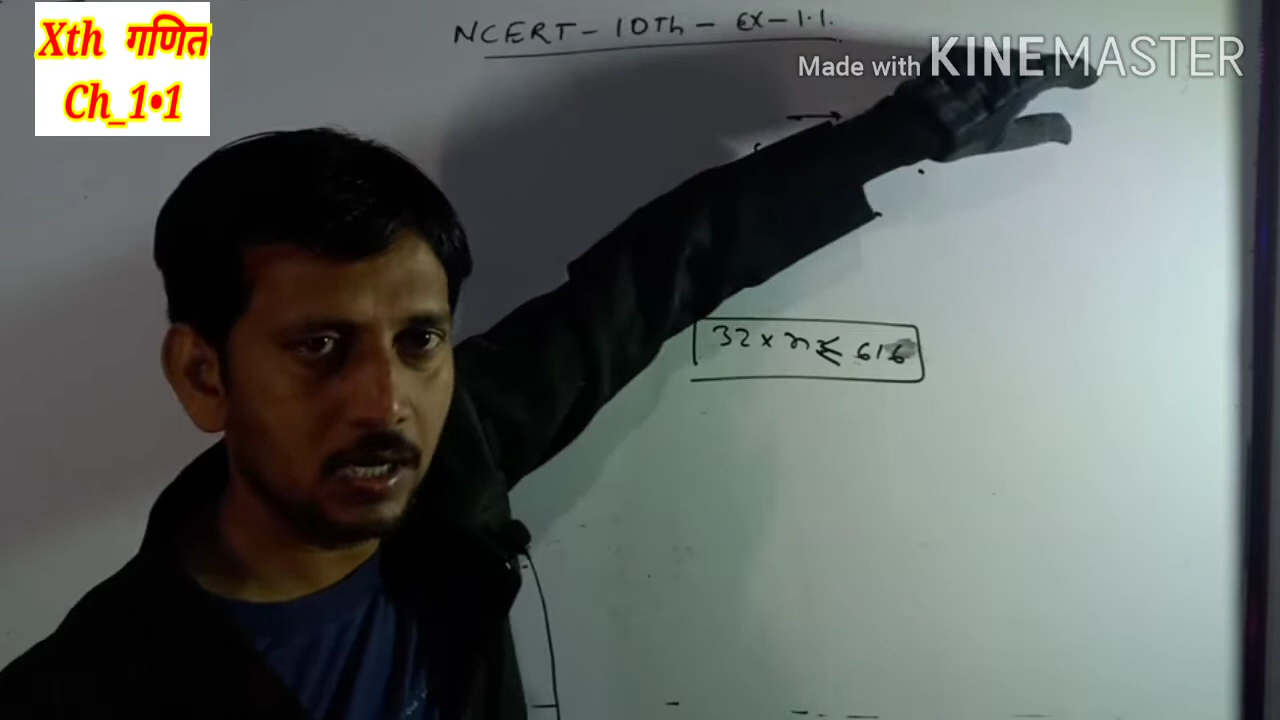 Xth गणित
Ch_1•1
NCERT - 10Th - EX - 1.1.
Made with KINEMASTER
32 × n ≤ 616